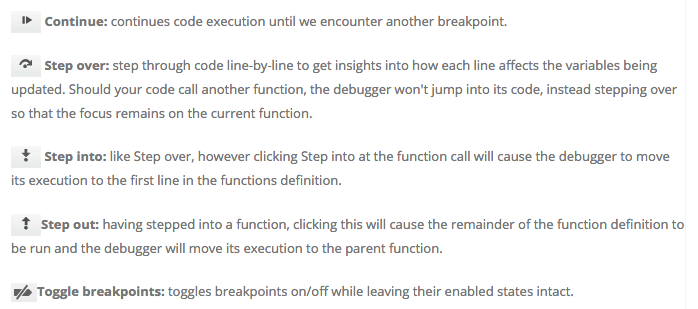 Continue: continues code execution until we encounter another breakpoint.
Step over: step through code line-by-line to get insights into how each line affects the variables being
updated. Should your code call another function, the debugger won't jump into its code, instead stepping over
so that the focus remains on the current function.
Step into: like Step over, however clicking Step into at the function call will cause the debugger to move
its execution to the first line in the functions definition.
Step out: having stepped into a function, clicking this will cause the remainder of the function definition to
be run and the debugger will move its execution to the parent function.
Toggle breakpoints: toggles breakpoints on/off while leaving their enabled states intact.